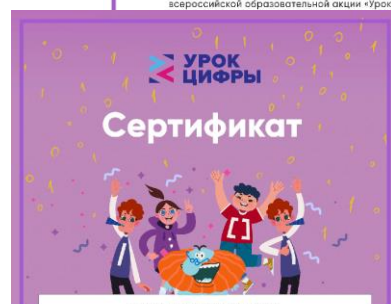 всероссийской образовательной акции «Урок
УРОК
ЦИФРЫ
Сертификат